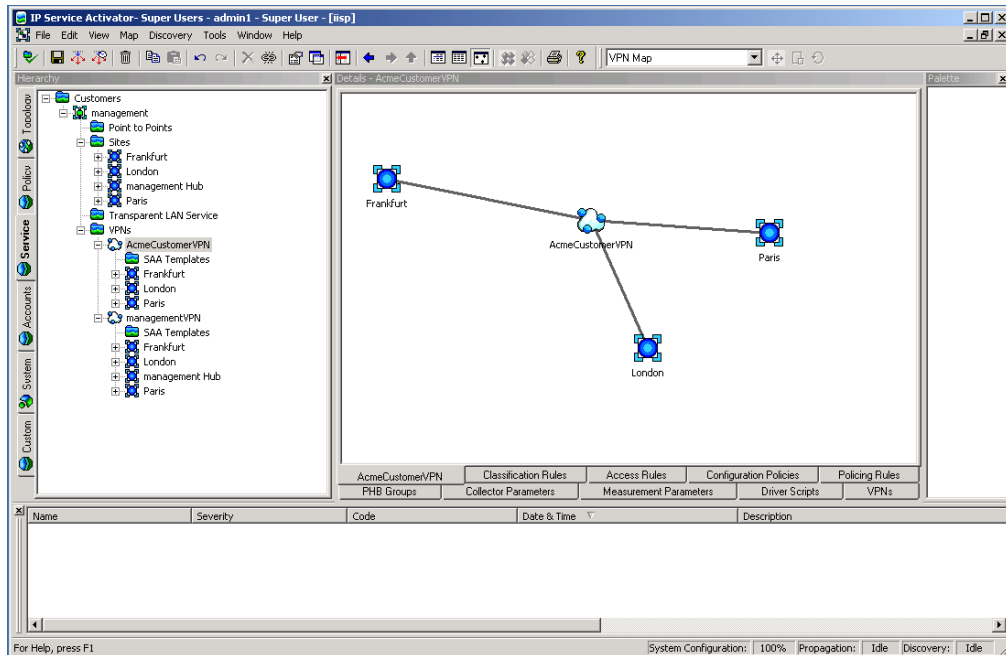 IP Service Activator- Super Users - admin1 - Super User - [iisp]
File Edit View Map Discovery Tools Window Help
VPN Map
Hierarchy
Details - AcmeCustomerVPN
Palette
Topology
Policy
Service
Accounts
System
Custom
Customers
management
Point to Points
Sites
Frankfurt
London
management Hub
Paris
Transparent LAN Service
VPNs
AcmeCustomerVPN
SAA Templates
Frankfurt
London
Paris
managementVPN
SAA Templates
Frankfurt
London
management Hub
Paris
Frankfurt
AcmeCustomerVPN
Paris
London
AcmeCustomerVPN Classification Rules Access Rules Configuration Policies Policing Rules
PHB Groups Collector Parameters Measurement Parameters Driver Scripts VPNs
Name Severity Code Date & Time Description
For Help, press F1 System Configuration: 100% Propagation: Idle Discovery: Idle